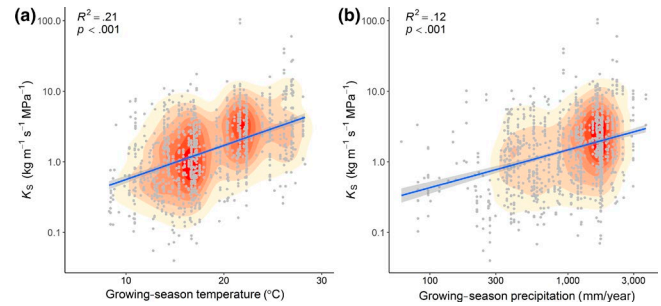 (a)
R² = .21
p < .001
100.0
10.0
1.0
0.1
K_S (kg m⁻¹ s⁻¹ MPa⁻¹)
10
20
30
Growing-season temperature (°C)
(b)
R² = .12
p < .001
100.0
10.0
1.0
0.1
K_S (kg m⁻¹ s⁻¹ MPa⁻¹)
100
300
1,000
3,000
Growing-season precipitation (mm/year)